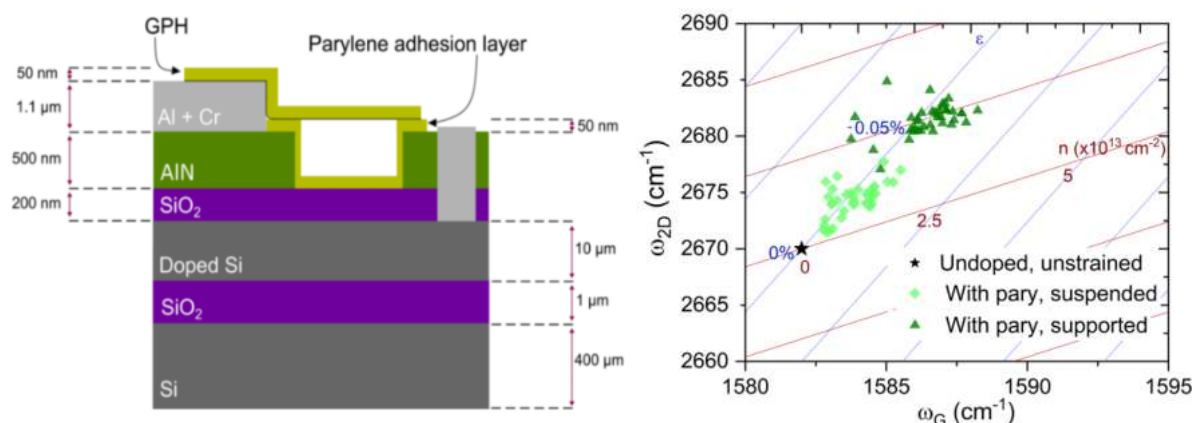 GPH
Parylene adhesion layer
50 nm
1.1 µm
Al + Cr
50 nm
500 nm
AlN
200 nm
SiO₂
Doped Si
10 µm
SiO₂
1 µm
Si
400 µm
2690
2685
2680
2675
2670
2665
2660
ω2D (cm⁻¹)
ε
-0.05%
n (x10¹³ cm⁻²)
5
2.5
0%
0
Undoped, unstrained
With pary, suspended
With pary, supported
1580
1585
1590
1595
ωG (cm⁻¹)